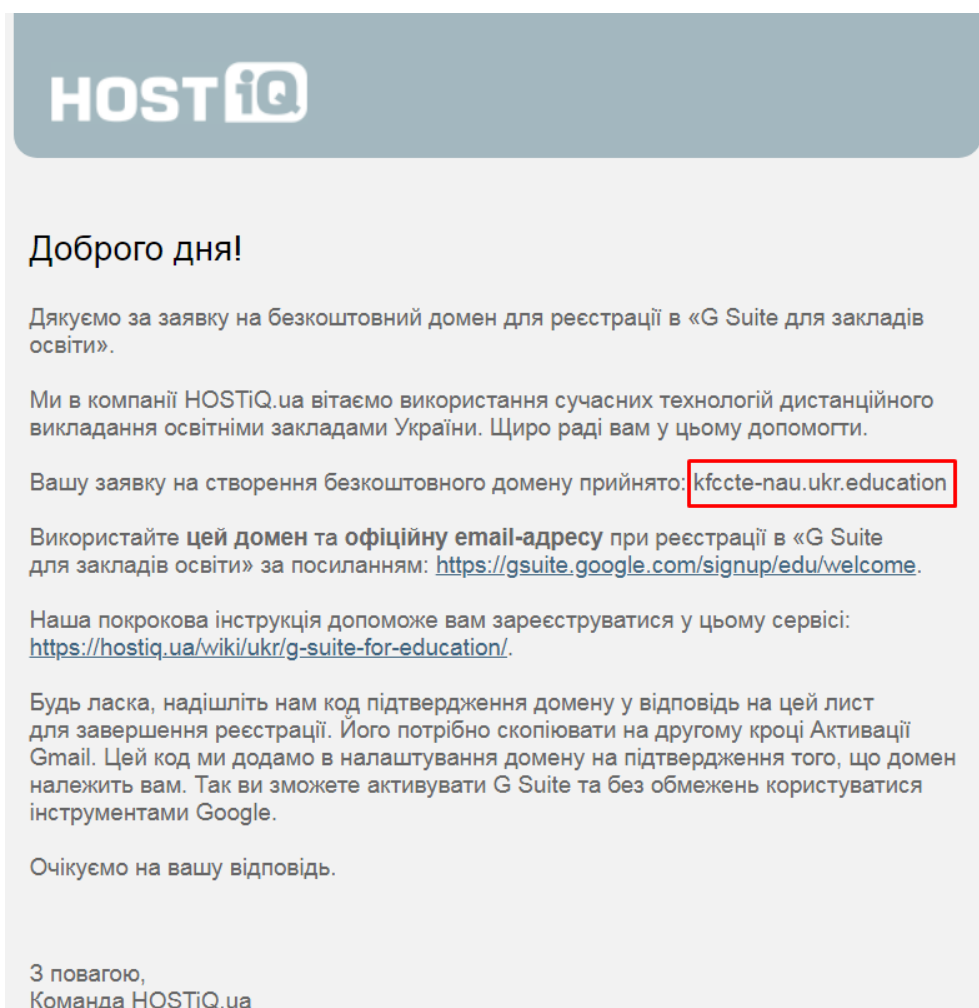 HOSTiQ
Доброго дня!
Дякуємо за заявку на безкоштовний домен для реєстрації в «G Suite для закладів
освіти».
Ми в компанії HOSTiQ.ua вітаємо використання сучасних технологій дистанційного
викладання освітніми закладами України. Щиро раді вам у цьому допомогти.
Вашу заявку на створення безкоштовного домену прийнято: kfccte-nau.ukr.education
Використайте цей домен та офіційну email-адресу при реєстрації в «G Suite
для закладів освіти» за посиланням: https://gsuite.google.com/signup/edu/welcome.
Наша покрокова інструкція допоможе вам зареєструватися у цьому сервісі:
https://hostiq.ua/wiki/ukr/g-suite-for-education/.
Будь ласка, надішліть нам код підтвердження домену у відповідь на цей лист
для завершення реєстрації. Його потрібно скопіювати на другому кроці Активації
Gmail. Цей код ми додамо в налаштування домену на підтвердження того, що домен
належить вам. Так ви зможете активувати G Suite та без обмежень користуватися
інструментами Google.
Очікуємо на вашу відповідь.
З повагою,
Команда HOSTiQ.ua